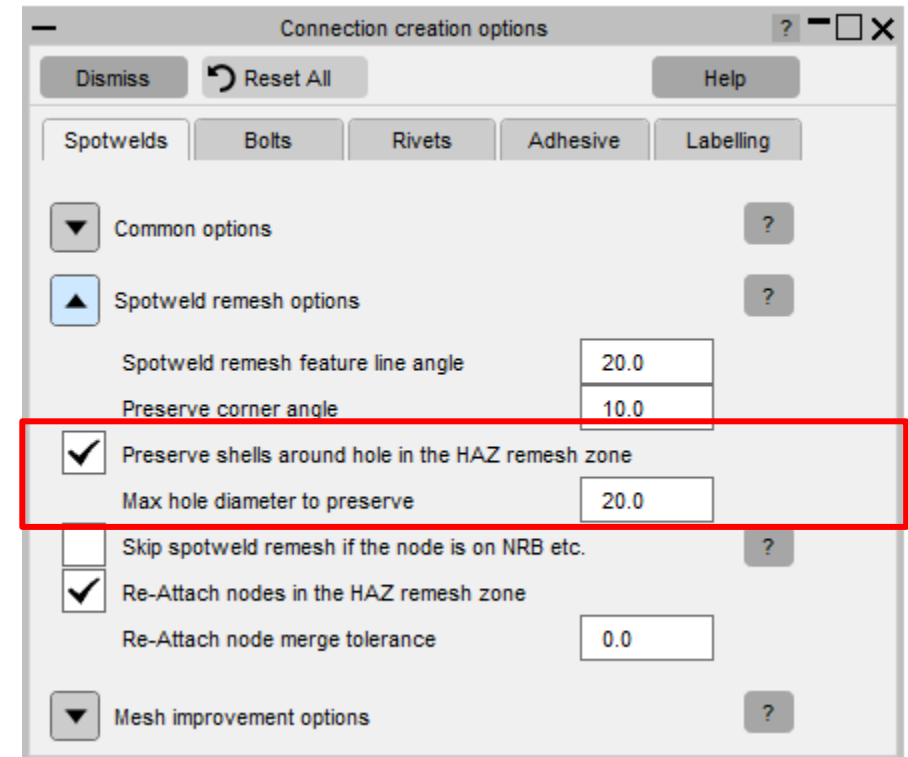 Connection creation options ?
Dismiss Reset All Help
Spotwelds Bolts Rivets Adhesive Labelling
Common options ?
Spotweld remesh options ?
Spotweld remesh feature line angle 20.0
Preserve corner angle 10.0
Preserve shells around hole in the HAZ remesh zone
Max hole diameter to preserve 20.0
Skip spotweld remesh if the node is on NRB etc. ?
Re-Attach nodes in the HAZ remesh zone
Re-Attach node merge tolerance 0.0
Mesh improvement options ?